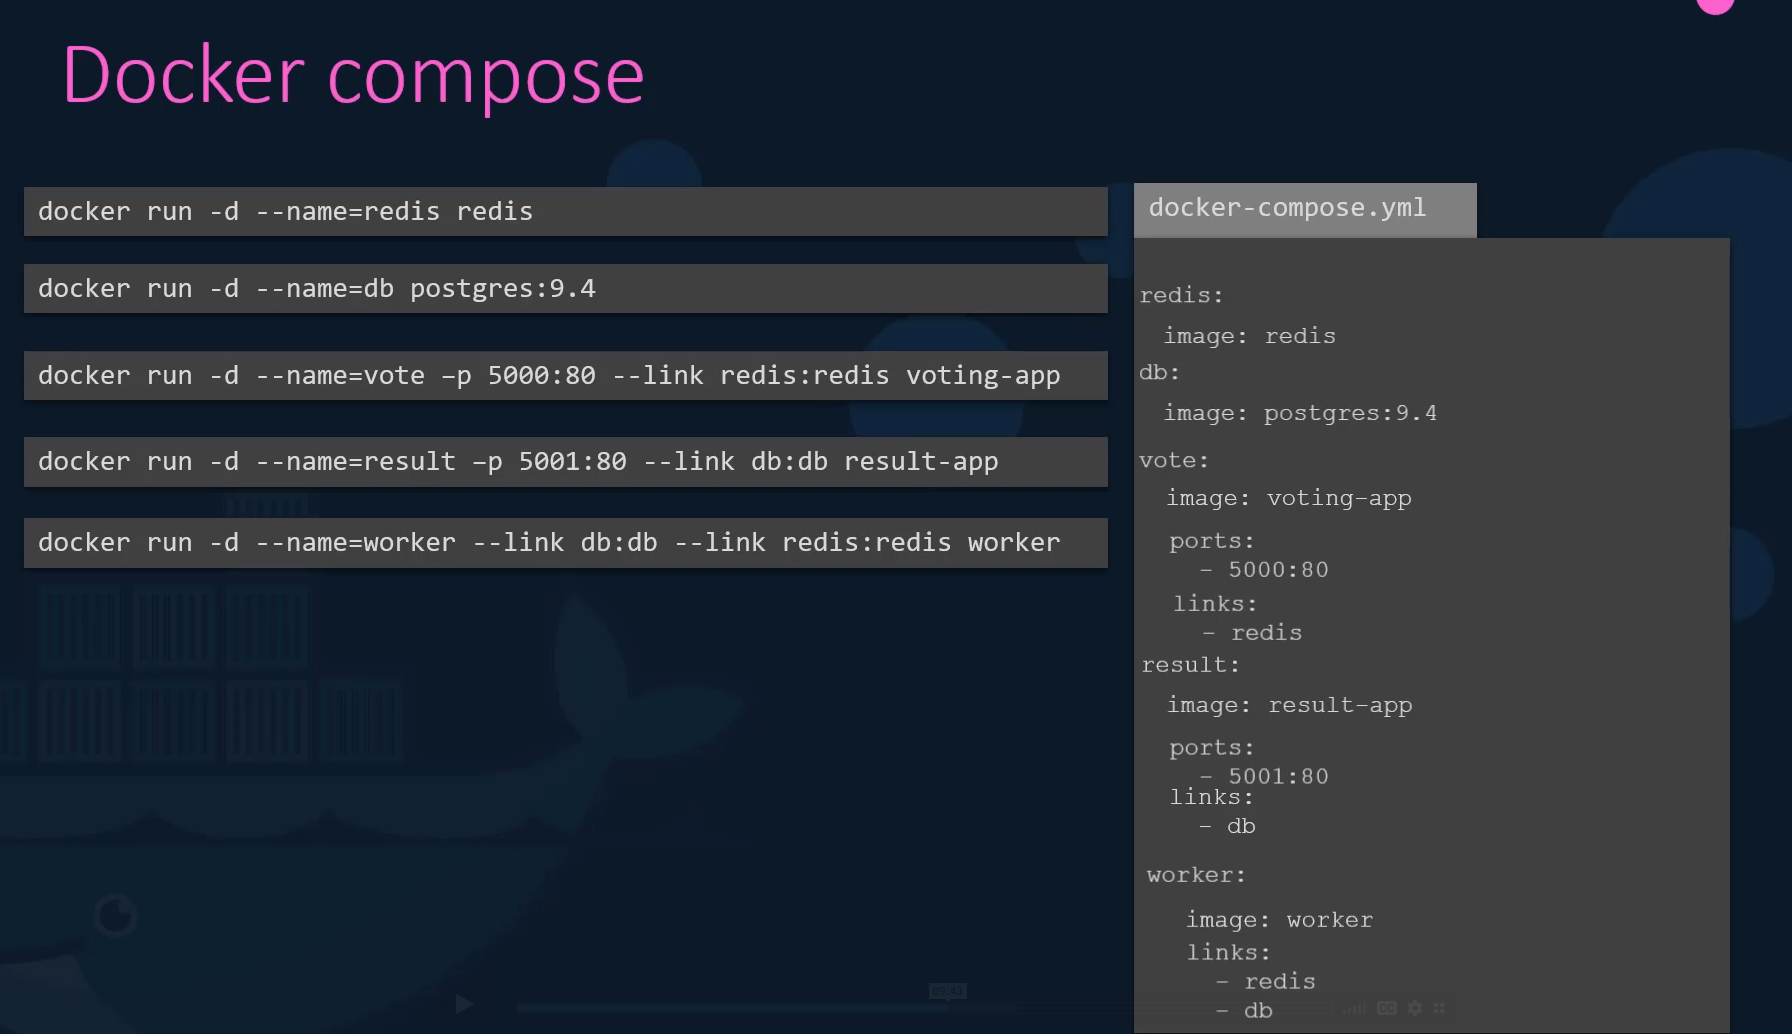 Docker compose
docker run -d --name=redis redis
docker run -d --name=db postgres:9.4
docker run -d --name=vote –p 5000:80 --link redis:redis voting-app
docker run -d --name=result –p 5001:80 --link db:db result-app
docker run -d --name=worker --link db:db --link redis:redis worker
docker-compose.yml
redis:
image: redis
db:
image: postgres:9.4
vote:
image: voting-app
ports:
- 5000:80
links:
- redis
result:
image: result-app
ports:
- 5001:80
links:
- db
worker:
image: worker
links:
- redis
- db
09:43
CC